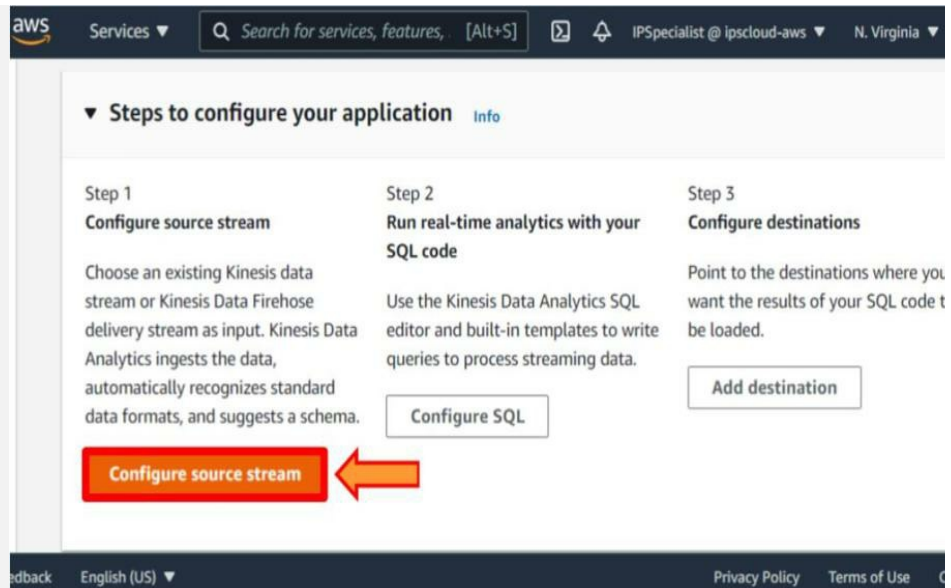 aws
Services ▼
Search for services, features, [Alt+S]
IPSpecialist @ ipscloud-aws ▼
N. Virginia ▼
▼ Steps to configure your application Info
Step 1
Configure source stream
Choose an existing Kinesis data
stream or Kinesis Data Firehose
delivery stream as input. Kinesis Data
Analytics ingests the data,
automatically recognizes standard
data formats, and suggests a schema.
Configure source stream
Step 2
Run real-time analytics with your
SQL code
Use the Kinesis Data Analytics SQL
editor and built-in templates to write
queries to process streaming data.
Configure SQL
Step 3
Configure destinations
Point to the destinations where you
want the results of your SQL code t
be loaded.
Add destination
edback
English (US) ▼
Privacy Policy
Terms of Use